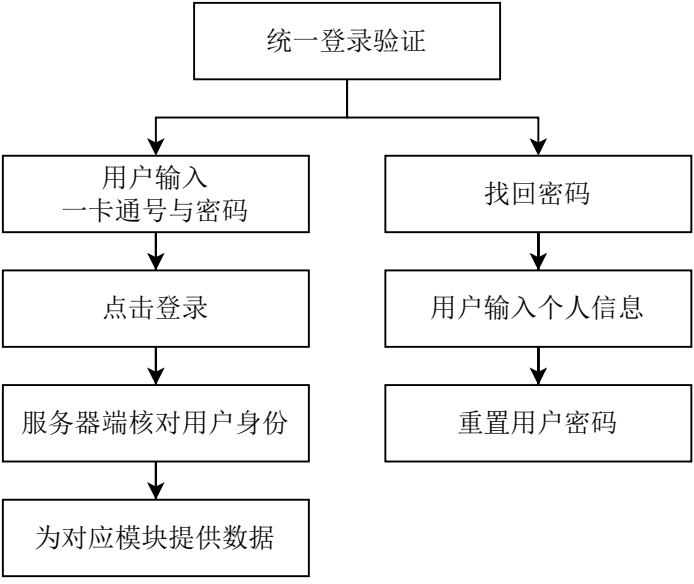 统一登录验证
用户输入
一卡通号与密码
点击登录
服务器端核对用户身份
为对应模块提供数据
找回密码
用户输入个人信息
重置用户密码